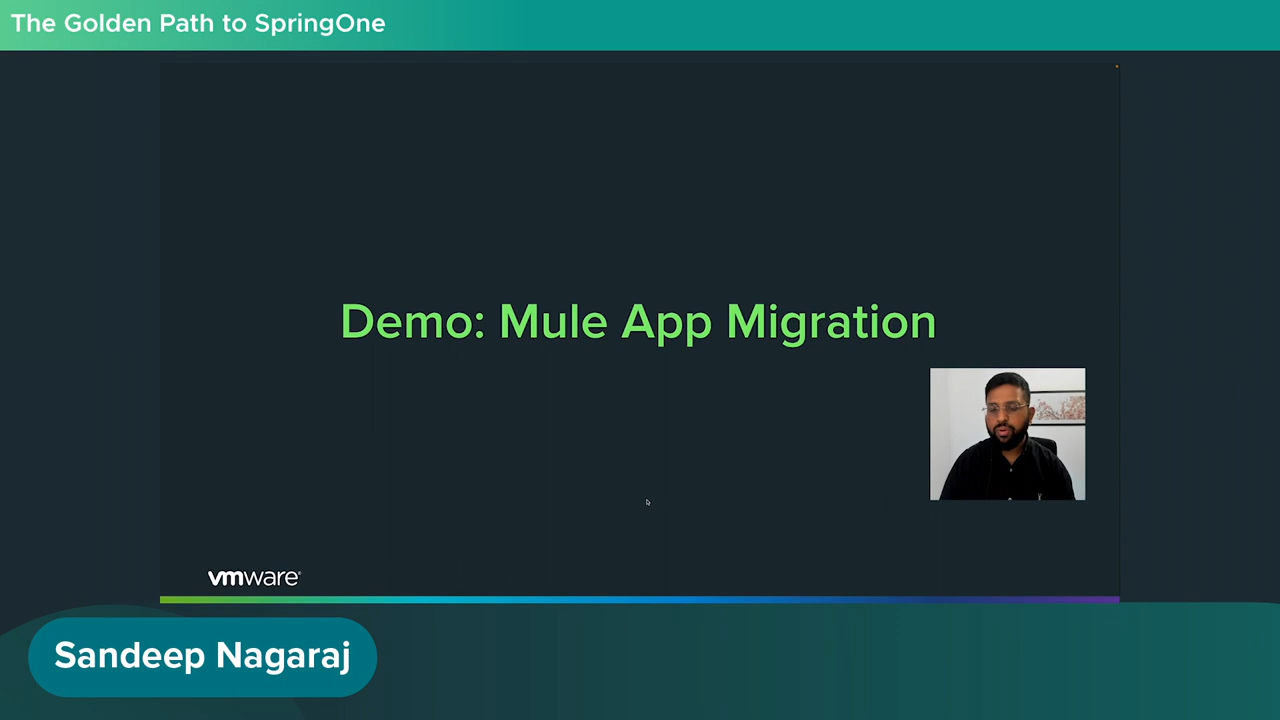 The Golden Path to SpringOne
Demo: Mule App Migration
vmware®
Sandeep Nagaraj